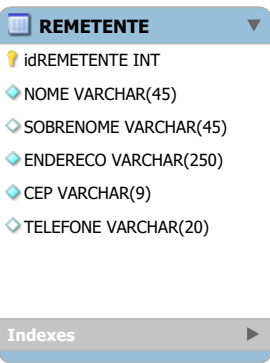 REMETENTE
idREMETENTE INT
NOME VARCHAR(45)
SOBRENOME VARCHAR(45)
ENDERECO VARCHAR(250)
CEP VARCHAR(9)
TELEFONE VARCHAR(20)
Indexes